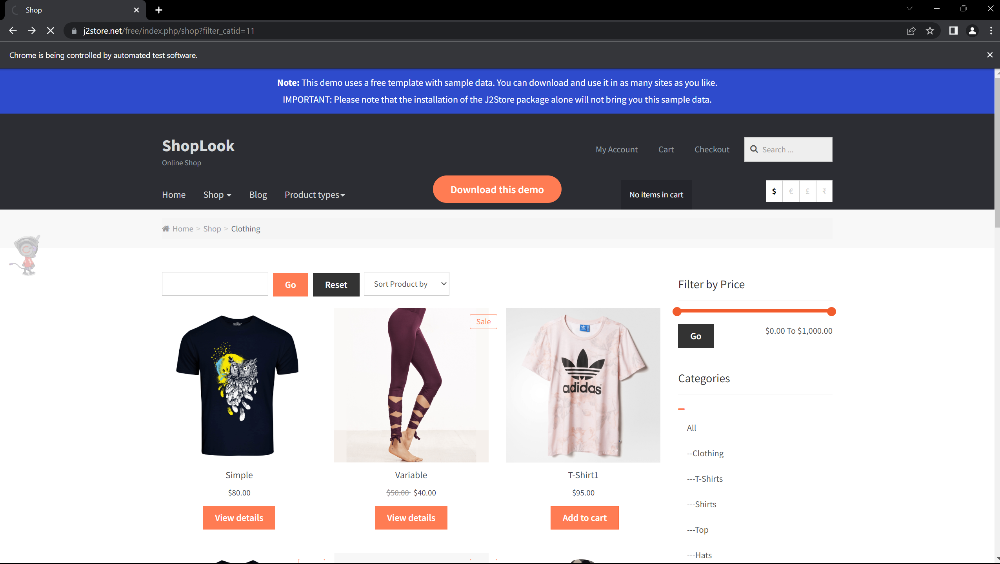 Shop
j2store.net/free/index.php/shop?filter_catid=11
Chrome is being controlled by automated test software.
Note: This demo uses a free template with sample data. You can download and use it in as many sites as you like.
IMPORTANT: Please note that the installation of the J2Store package alone will not bring you this sample data.
ShopLook
Online Shop
My Account
Cart
Checkout
Search ...
Home
Shop
Blog
Product types
Download this demo
No items in cart
$ € £ ₹
Home > Shop > Clothing
Go
Reset
Sort Product by
Filter by Price
Go
$0.00 To $1,000.00
Sale
adidas
Simple
$80.00
View details
Variable
$50.00 $40.00
View details
T-Shirt1
$95.00
Add to cart
Categories
All
--Clothing
---T-Shirts
---Shirts
---Top
---Hats